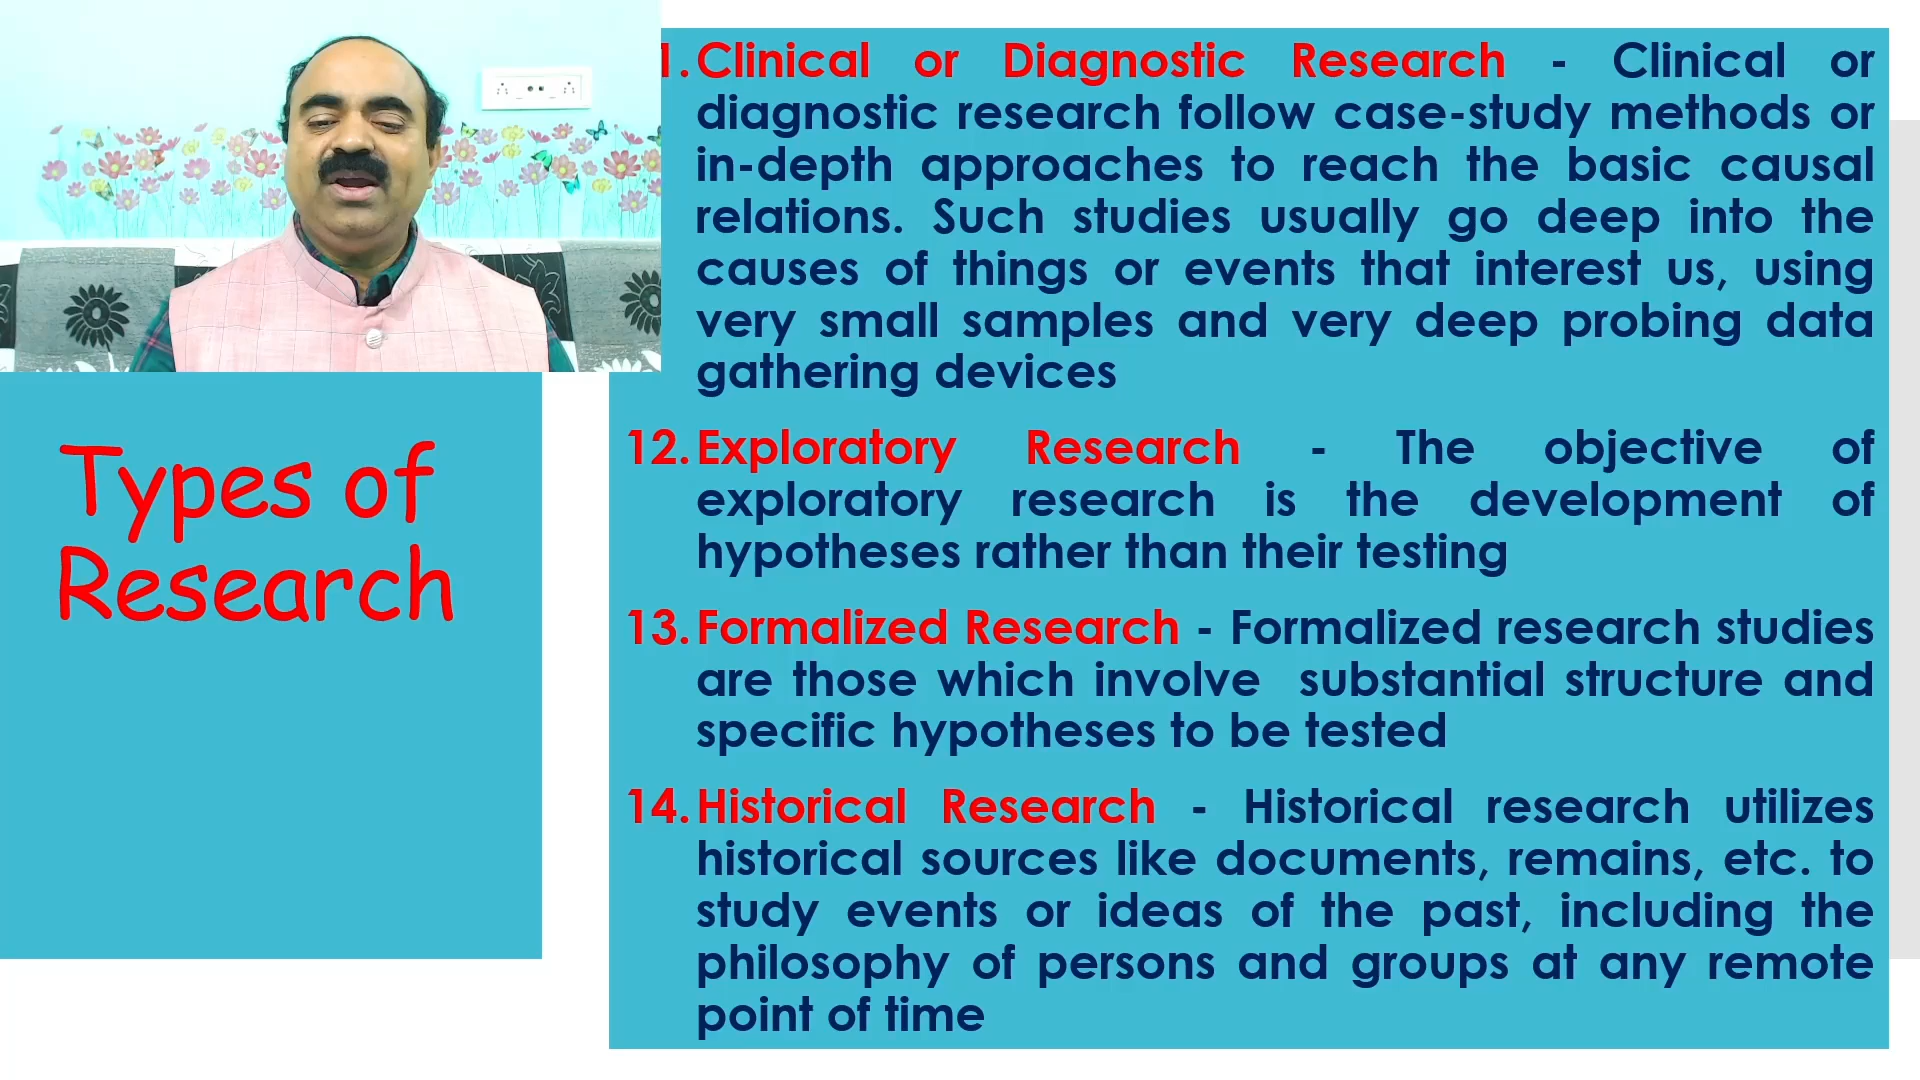 Types of
Research
1. Clinical or Diagnostic Research - Clinical or
diagnostic research follow case-study methods or
in-depth approaches to reach the basic causal
relations. Such studies usually go deep into the
causes of things or events that interest us, using
very small samples and very deep probing data
gathering devices
12. Exploratory Research - The objective of
exploratory research is the development of
hypotheses rather than their testing
13. Formalized Research - Formalized research studies
are those which involve substantial structure and
specific hypotheses to be tested
14. Historical Research - Historical research utilizes
historical sources like documents, remains, etc. to
study events or ideas of the past, including the
philosophy of persons and groups at any remote
point of time